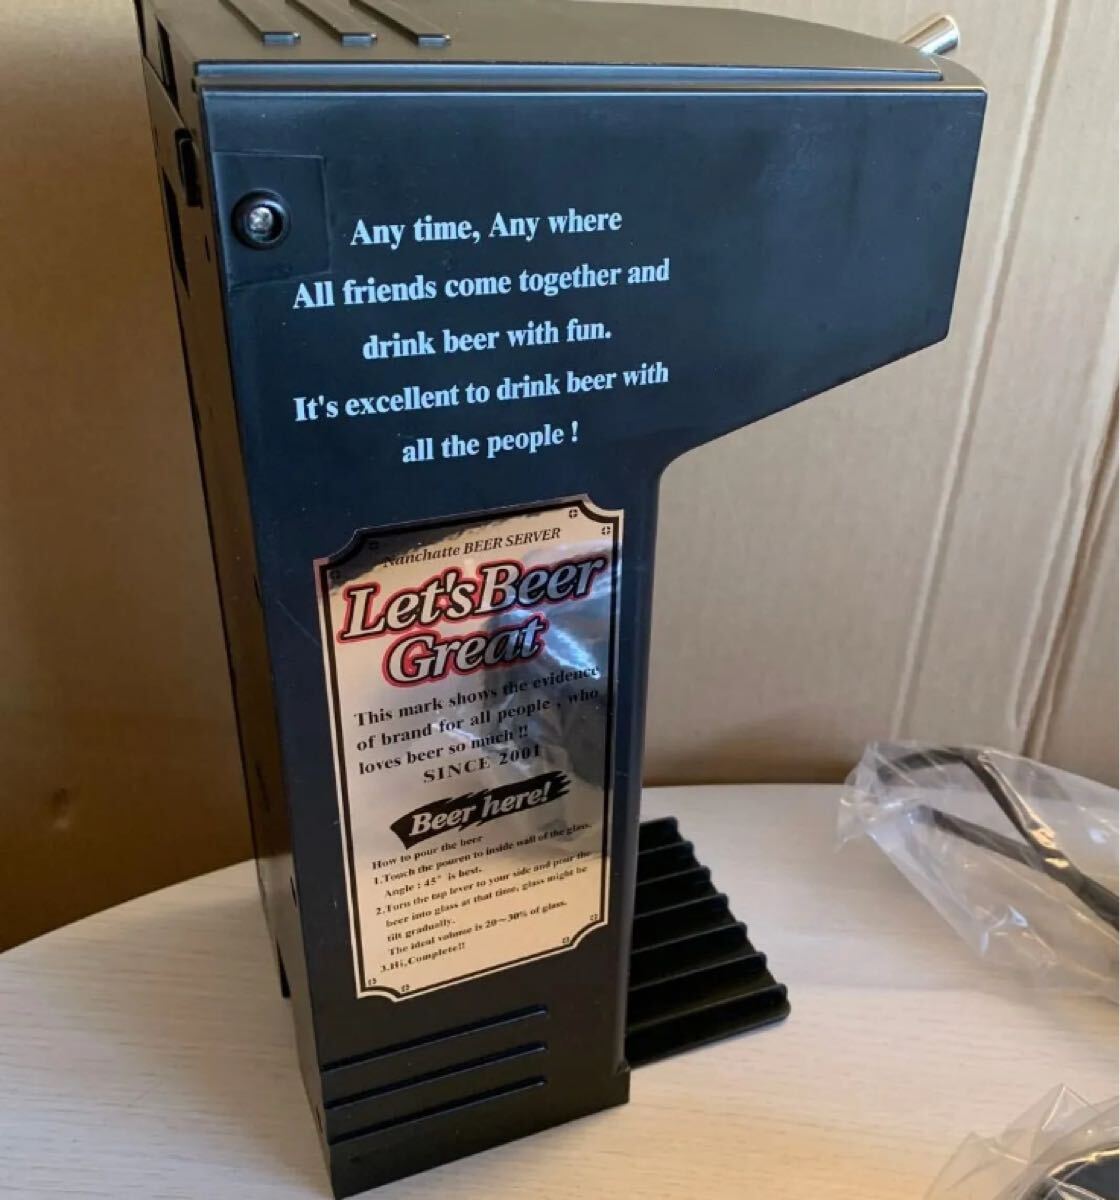 Any time, Any where
All friends come together and
drink beer with fun.
It's excellent to drink beer with
all the people !
Nanchatte BEER SERVER
Let's Beer
Great
This mark shows the evidence
of brand for all people , who
loves beer so much !!
SINCE 2001
Beer here!
How to pour the beer
1.Touch the pouren to inside wall of the glass.
Angle : 45° is best.
2.Turn the tap lever to your side and pour the
beer into glass at that time, glass might be
tilt gradually.
The ideal volume is 20~30% of glass.
3.Hi,Complete!!